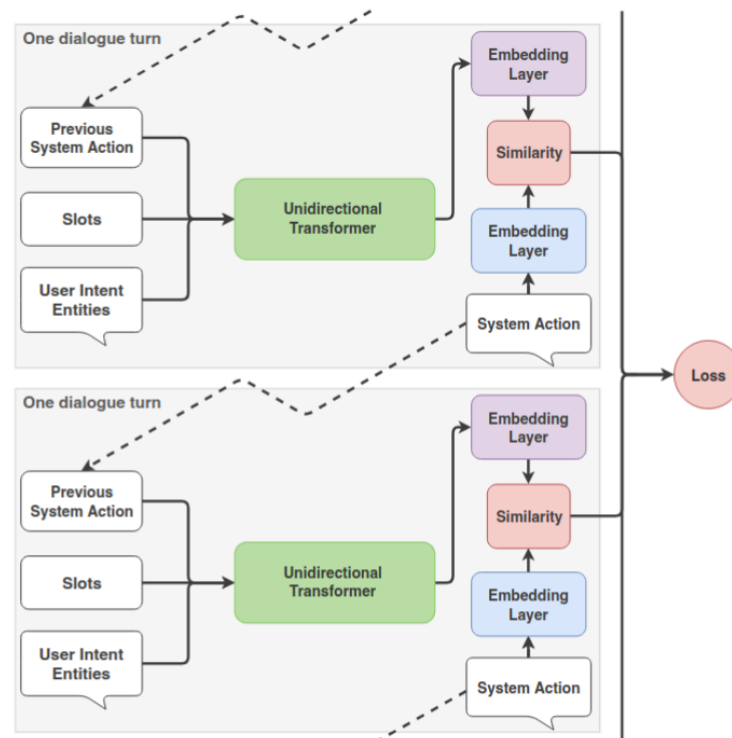 One dialogue turn
Embedding
Layer
Previous
System Action
Similarity
Slots
Unidirectional
Transformer
Embedding
Layer
User Intent
Entities
System Action
Loss
One dialogue turn
Embedding
Layer
Previous
System Action
Similarity
Slots
Unidirectional
Transformer
Embedding
Layer
User Intent
Entities
System Action